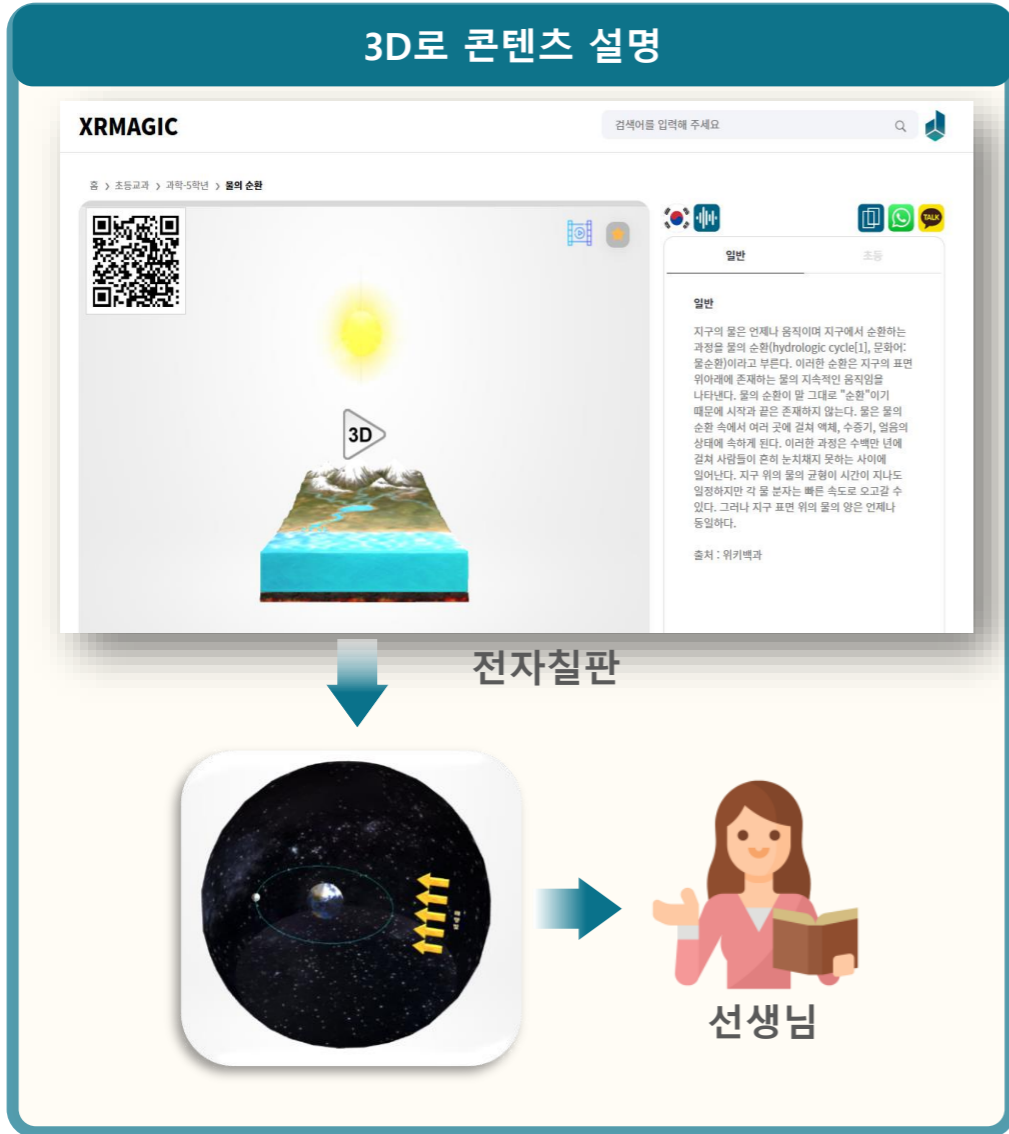 3D로 콘텐츠 설명
XRMAGIC
검색어를 입력해 주세요
홈 > 초등교과 > 과학-5학년 > 물의 순환
TALK
일반
초등
3D
일반
지구의 물은 언제나 움직이며 지구에서 순환하는
과정을 물의 순환(hydrologic cycle[1], 문화어:
물순환)이라고 부른다. 이러한 순환은 지구의 표면
위아래에 존재하는 물의 지속적인 움직임을
나타낸다. 물의 순환이 말 그대로 "순환"이기
때문에 시작과 끝은 존재하지 않는다. 물은 물의
순환 속에서 여러 곳에 걸쳐 액체, 수증기, 얼음의
상태에 속하게 된다. 이러한 과정은 수백만 년에
걸쳐 사람들이 흔히 눈치채지 못하는 사이에
일어난다. 지구 위의 물의 균형이 시간이 지나도
일정하지만 각 물 분자는 빠른 속도로 오고갈 수
있다. 그러나 지구 표면 위의 물의 양은 언제나
동일하다.
출처 : 위키백과
전자칠판
선생님